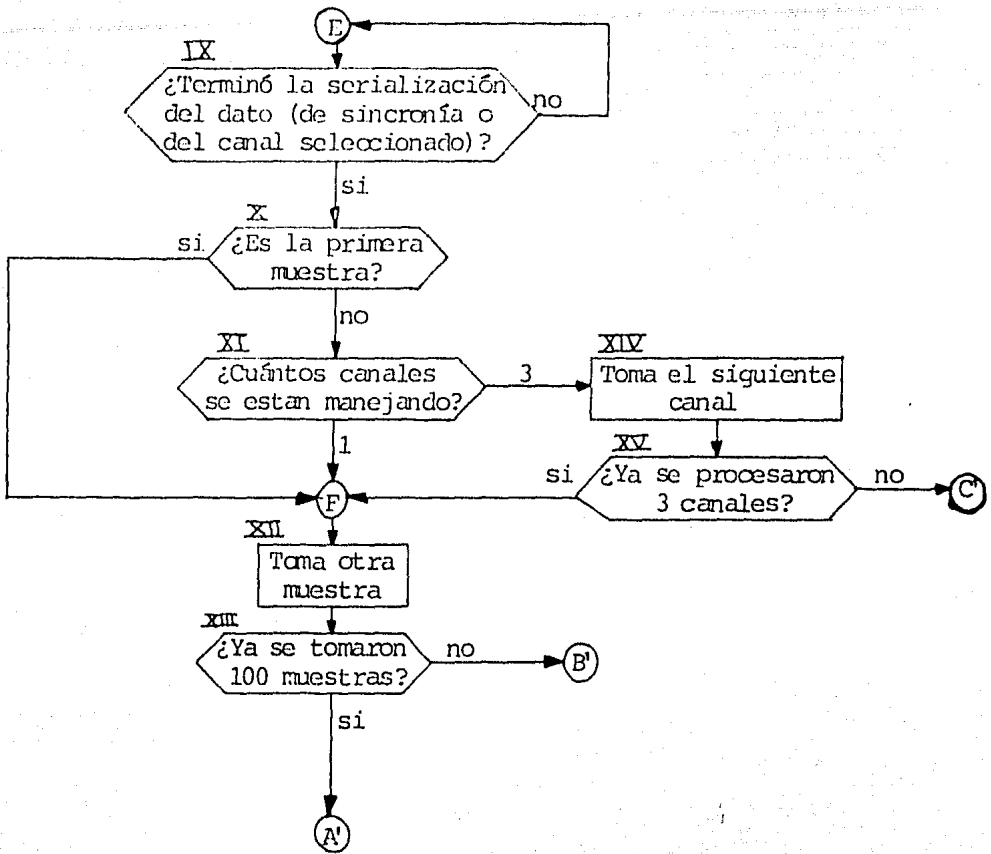 E
IX
¿Terminó la serialización
del dato (de sincronía o
del canal seleccionado)?
no
si
X
si
¿Es la primera
muestra?
no
XI
¿Cuántos canales
se estan manejando?
3
XIV
Toma el siguiente
canal
1
XV
si
¿Ya se procesaron
3 canales?
no
C'
F
XII
Toma otra
muestra
XIII
¿Ya se tomaron
100 muestras?
no
B'
si
A'